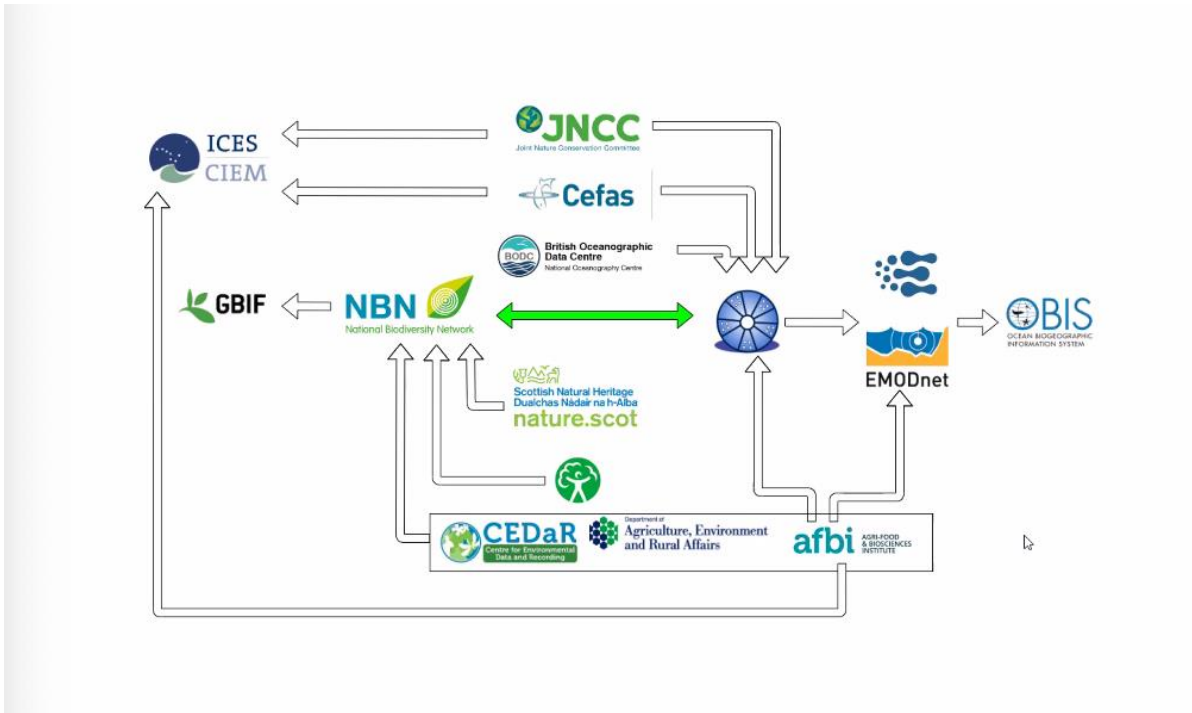 ICES
CIEM
JNCC
Joint Nature Conservation Committee
Cefas
BODC
British Oceanographic
Data Centre
National Oceanography Centre
GBIF
NBN
National Biodiversity Network
OBIS
OCEAN BIOGEOGRAPHIC
INFORMATION SYSTEM
EMODnet
Scottish Natural Heritage
Dualchas Nàdair na h-Alba
nature.scot
CEDaR
Centre for Environmental
Data and Recording
Department of
Agriculture, Environment
and Rural Affairs
afbi
AGRI-FOOD
& BIOSCIENCES
INSTITUTE